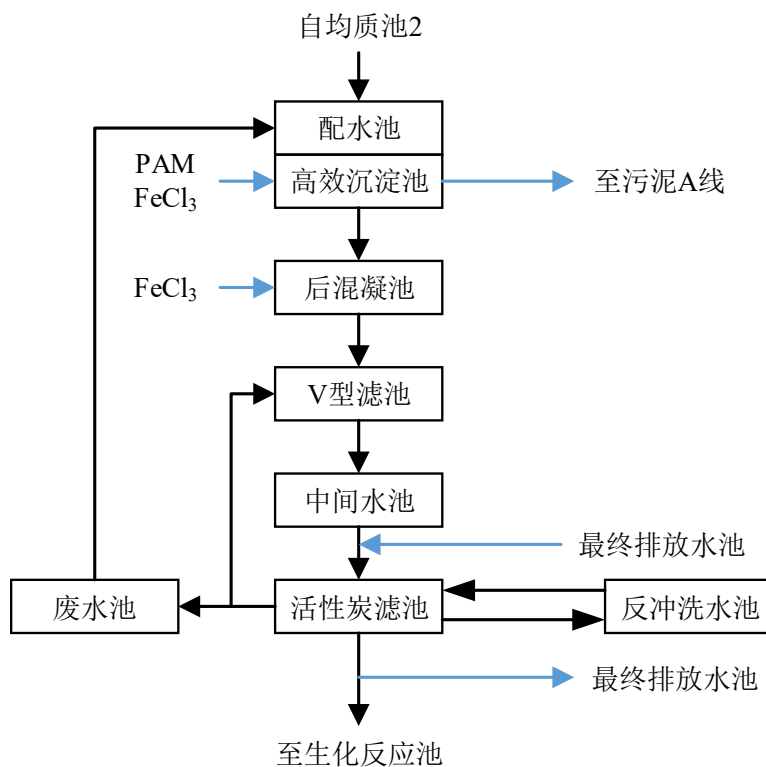 自均质池2
配水池
PAM
FeCl₃
高效沉淀池
至污泥A线
FeCl₃
后混凝池
V型滤池
中间水池
最终排放水池
废水池
活性炭滤池
反冲洗水池
最终排放水池
至生化反应池